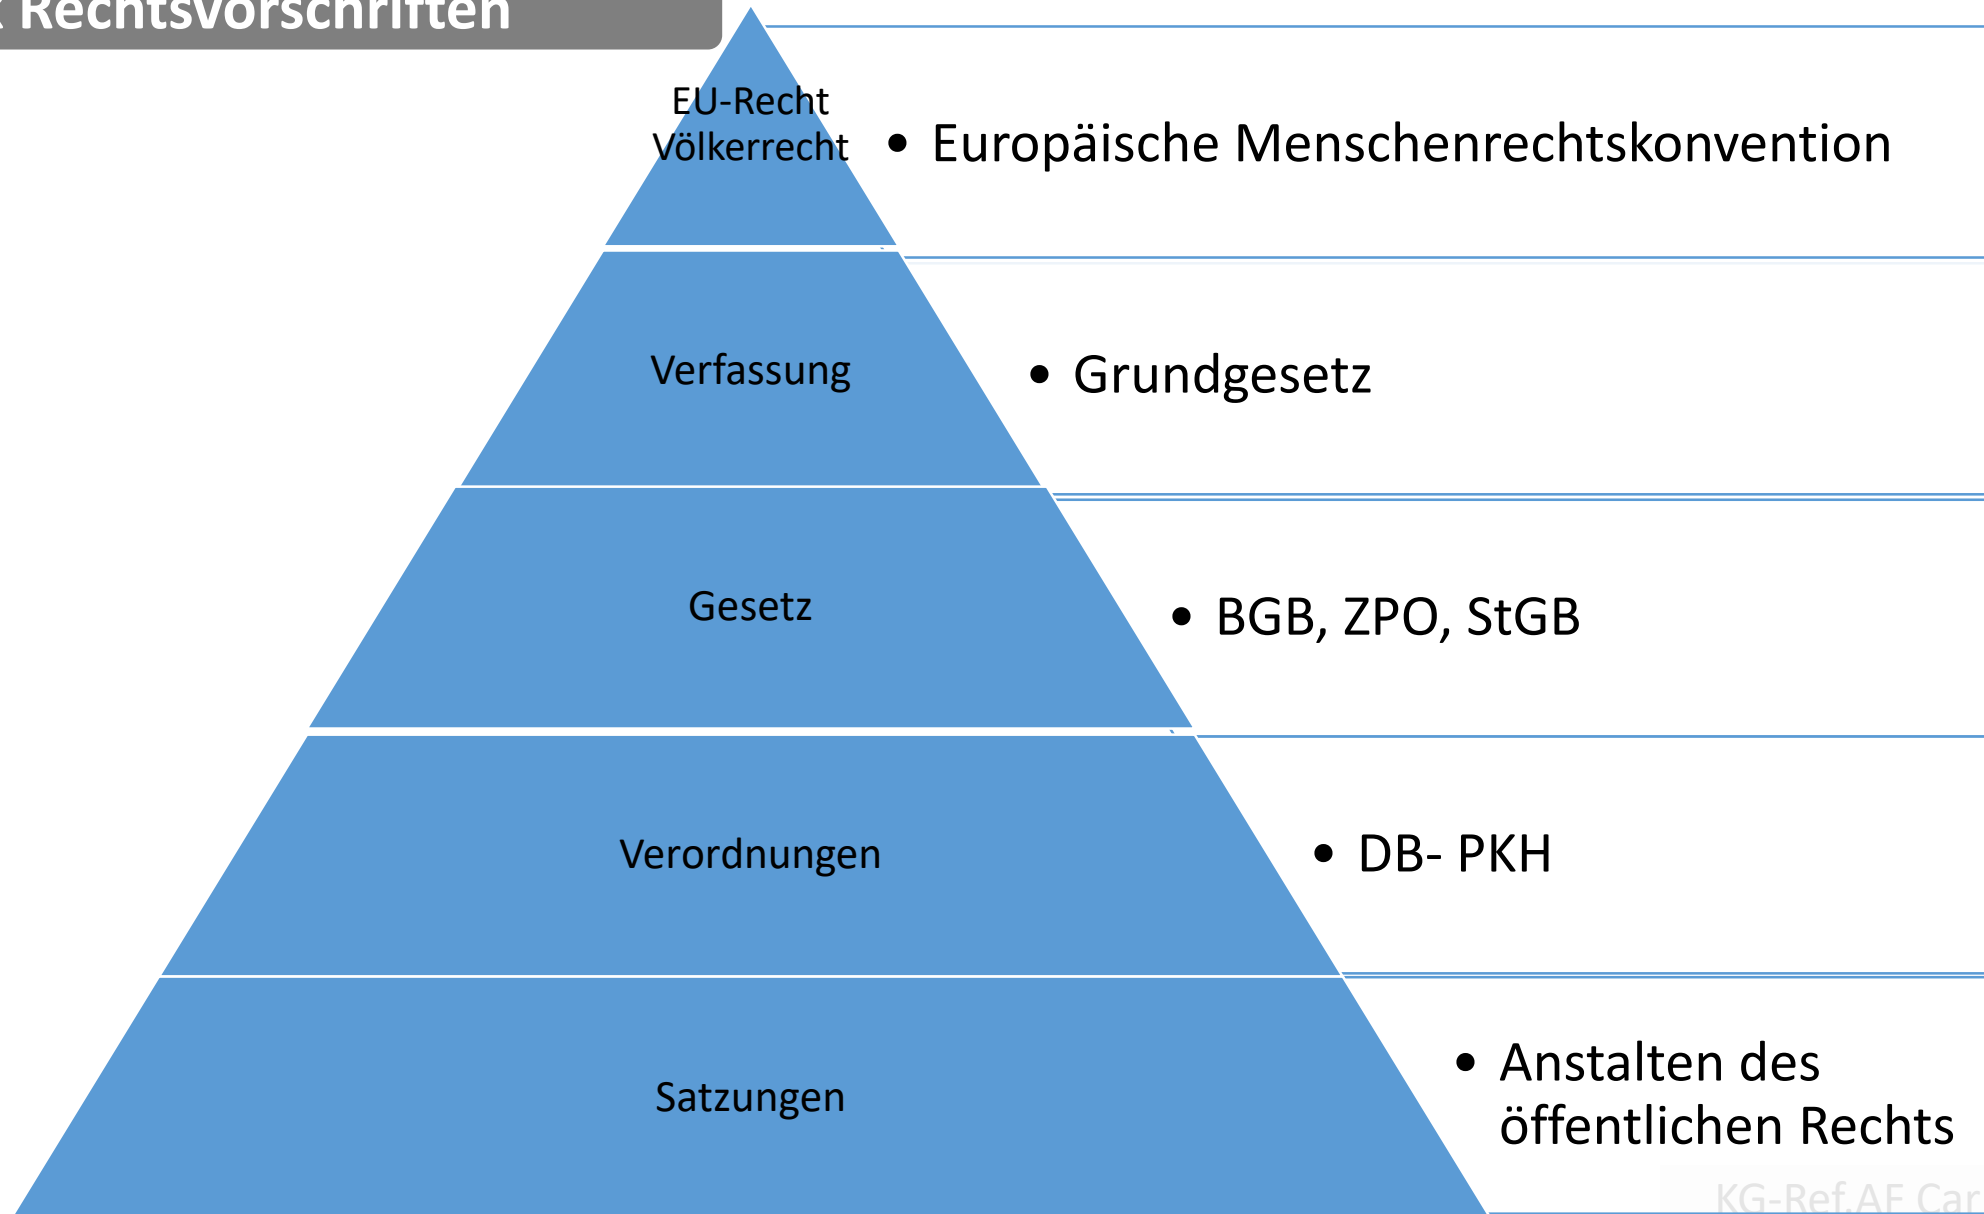 Rechtsvorschriften
EU-Recht
Völkerrecht
• Europäische Menschenrechtskonvention
Verfassung
• Grundgesetz
Gesetz
• BGB, ZPO, StGB
Verordnungen
• DB- PKH
Satzungen
• Anstalten des
öffentlichen Rechts
KG-Ref.AF Car